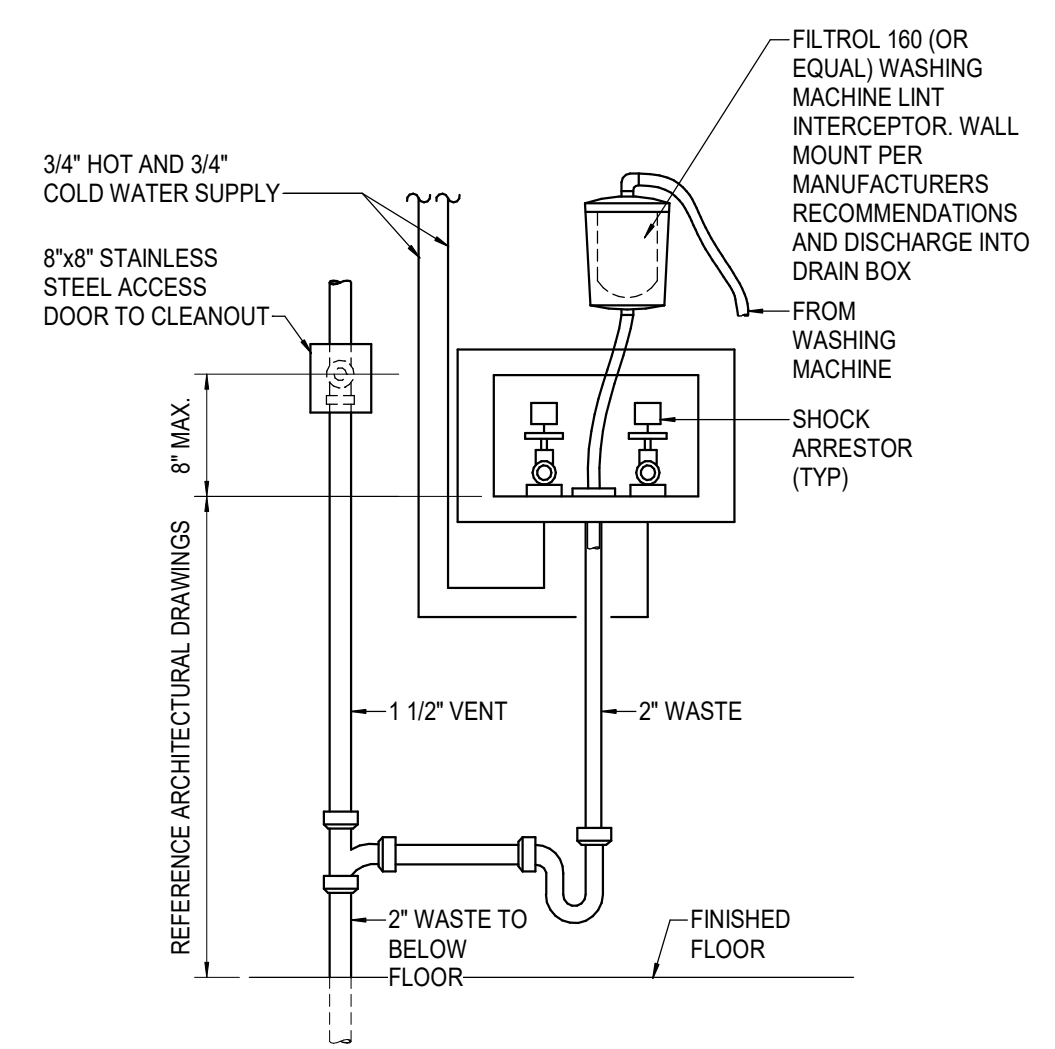 FILTROL 160 (OR
EQUAL) WASHING
MACHINE LINT
INTERCEPTOR. WALL
MOUNT PER
MANUFACTURERS
RECOMMENDATIONS
AND DISCHARGE INTO
DRAIN BOX
3/4" HOT AND 3/4"
COLD WATER SUPPLY
8"x8" STAINLESS
STEEL ACCESS
DOOR TO CLEANOUT
FROM
WASHING
MACHINE
8" MAX.
SHOCK
ARRESTOR
(TYP)
REFERENCE ARCHITECTURAL DRAWINGS
1 1/2" VENT
2" WASTE
2" WASTE TO
BELOW
FLOOR
FINISHED
FLOOR